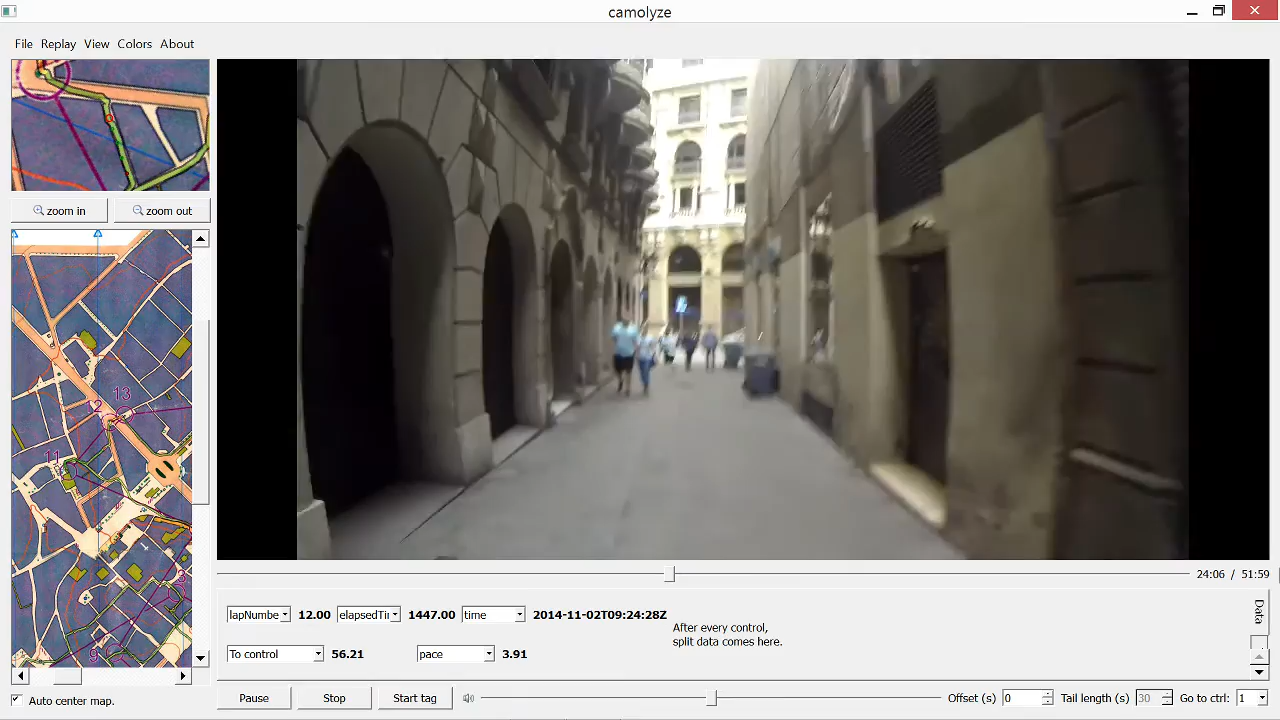 camolyze
File Replay View Colors About
zoom in zoom out
13
11
9
24:06 / 51:59
lapNumbe 12.00 elapsedTii 1447.00 time 2014-11-02T09:24:28Z
After every control,
split data comes here.
To control 56.21 pace 3.91
Data
Auto center map.
Pause Stop Start tag Offset (s) 0 Tail length (s) 30 Go to ctrl: 1